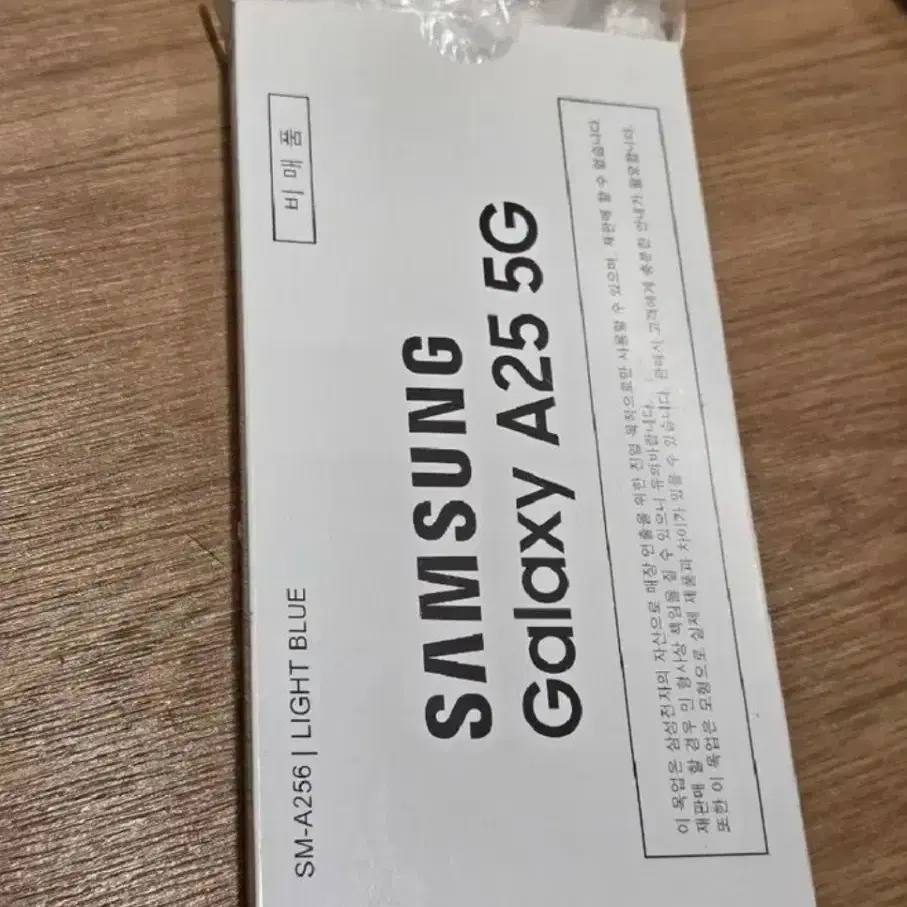 SM-A256 | LIGHT BLUE
비매품
SAMSUNG
Galaxy A25 5G
이 목업은 삼성전자의 자산으로 매장 연출을 위한 진열 목적으로만 사용할 수 있으며, 재판매 할 수 없습니다.
재판매 할 경우 민 형사상 책임을 질 수 있으니 유의바랍니다.
또한 이 목업은 모형으로 실제 제품과 차이가 있을 수 있습니다. 판매시 고객에게 충분한 안내가 필요합니다.